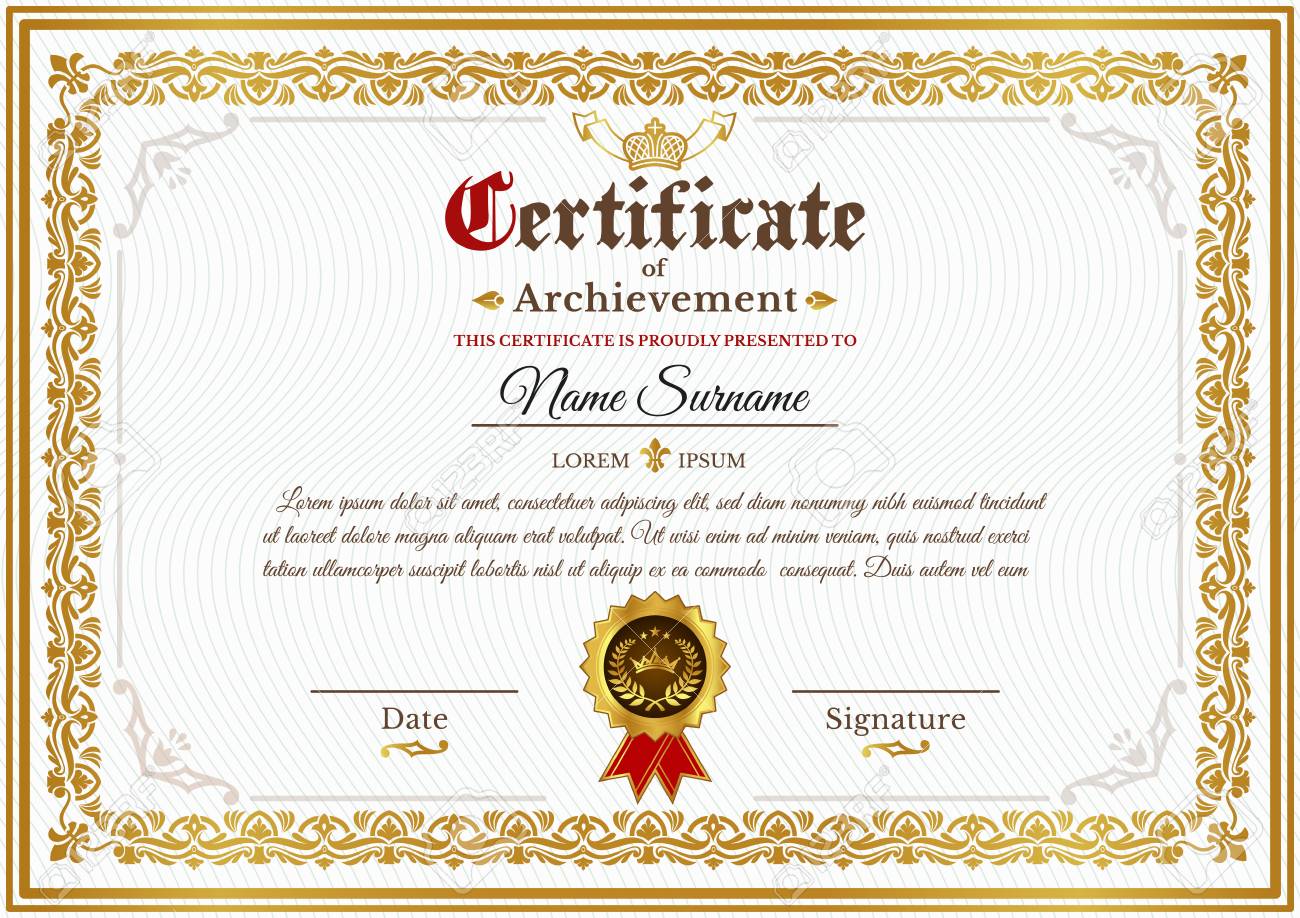 Certificate
of
Archievement
THIS CERTIFICATE IS PROUDLY PRESENTED TO
Name Surname
LOREM IPSUM
Lorem ipsum dolor sit amet, consectetuer adipiscing elit, sed diam nonummy nibh euismod tincidunt
ut laoreet dolore magna aliquam erat volutpat. Ut wisi enim ad minim veniam, quis nostrud exerci
tation ullamcorper suscipit lobortis nisl ut aliquip ex ea commodo consequat. Duis autem vel eum
Date
Signature
123RF